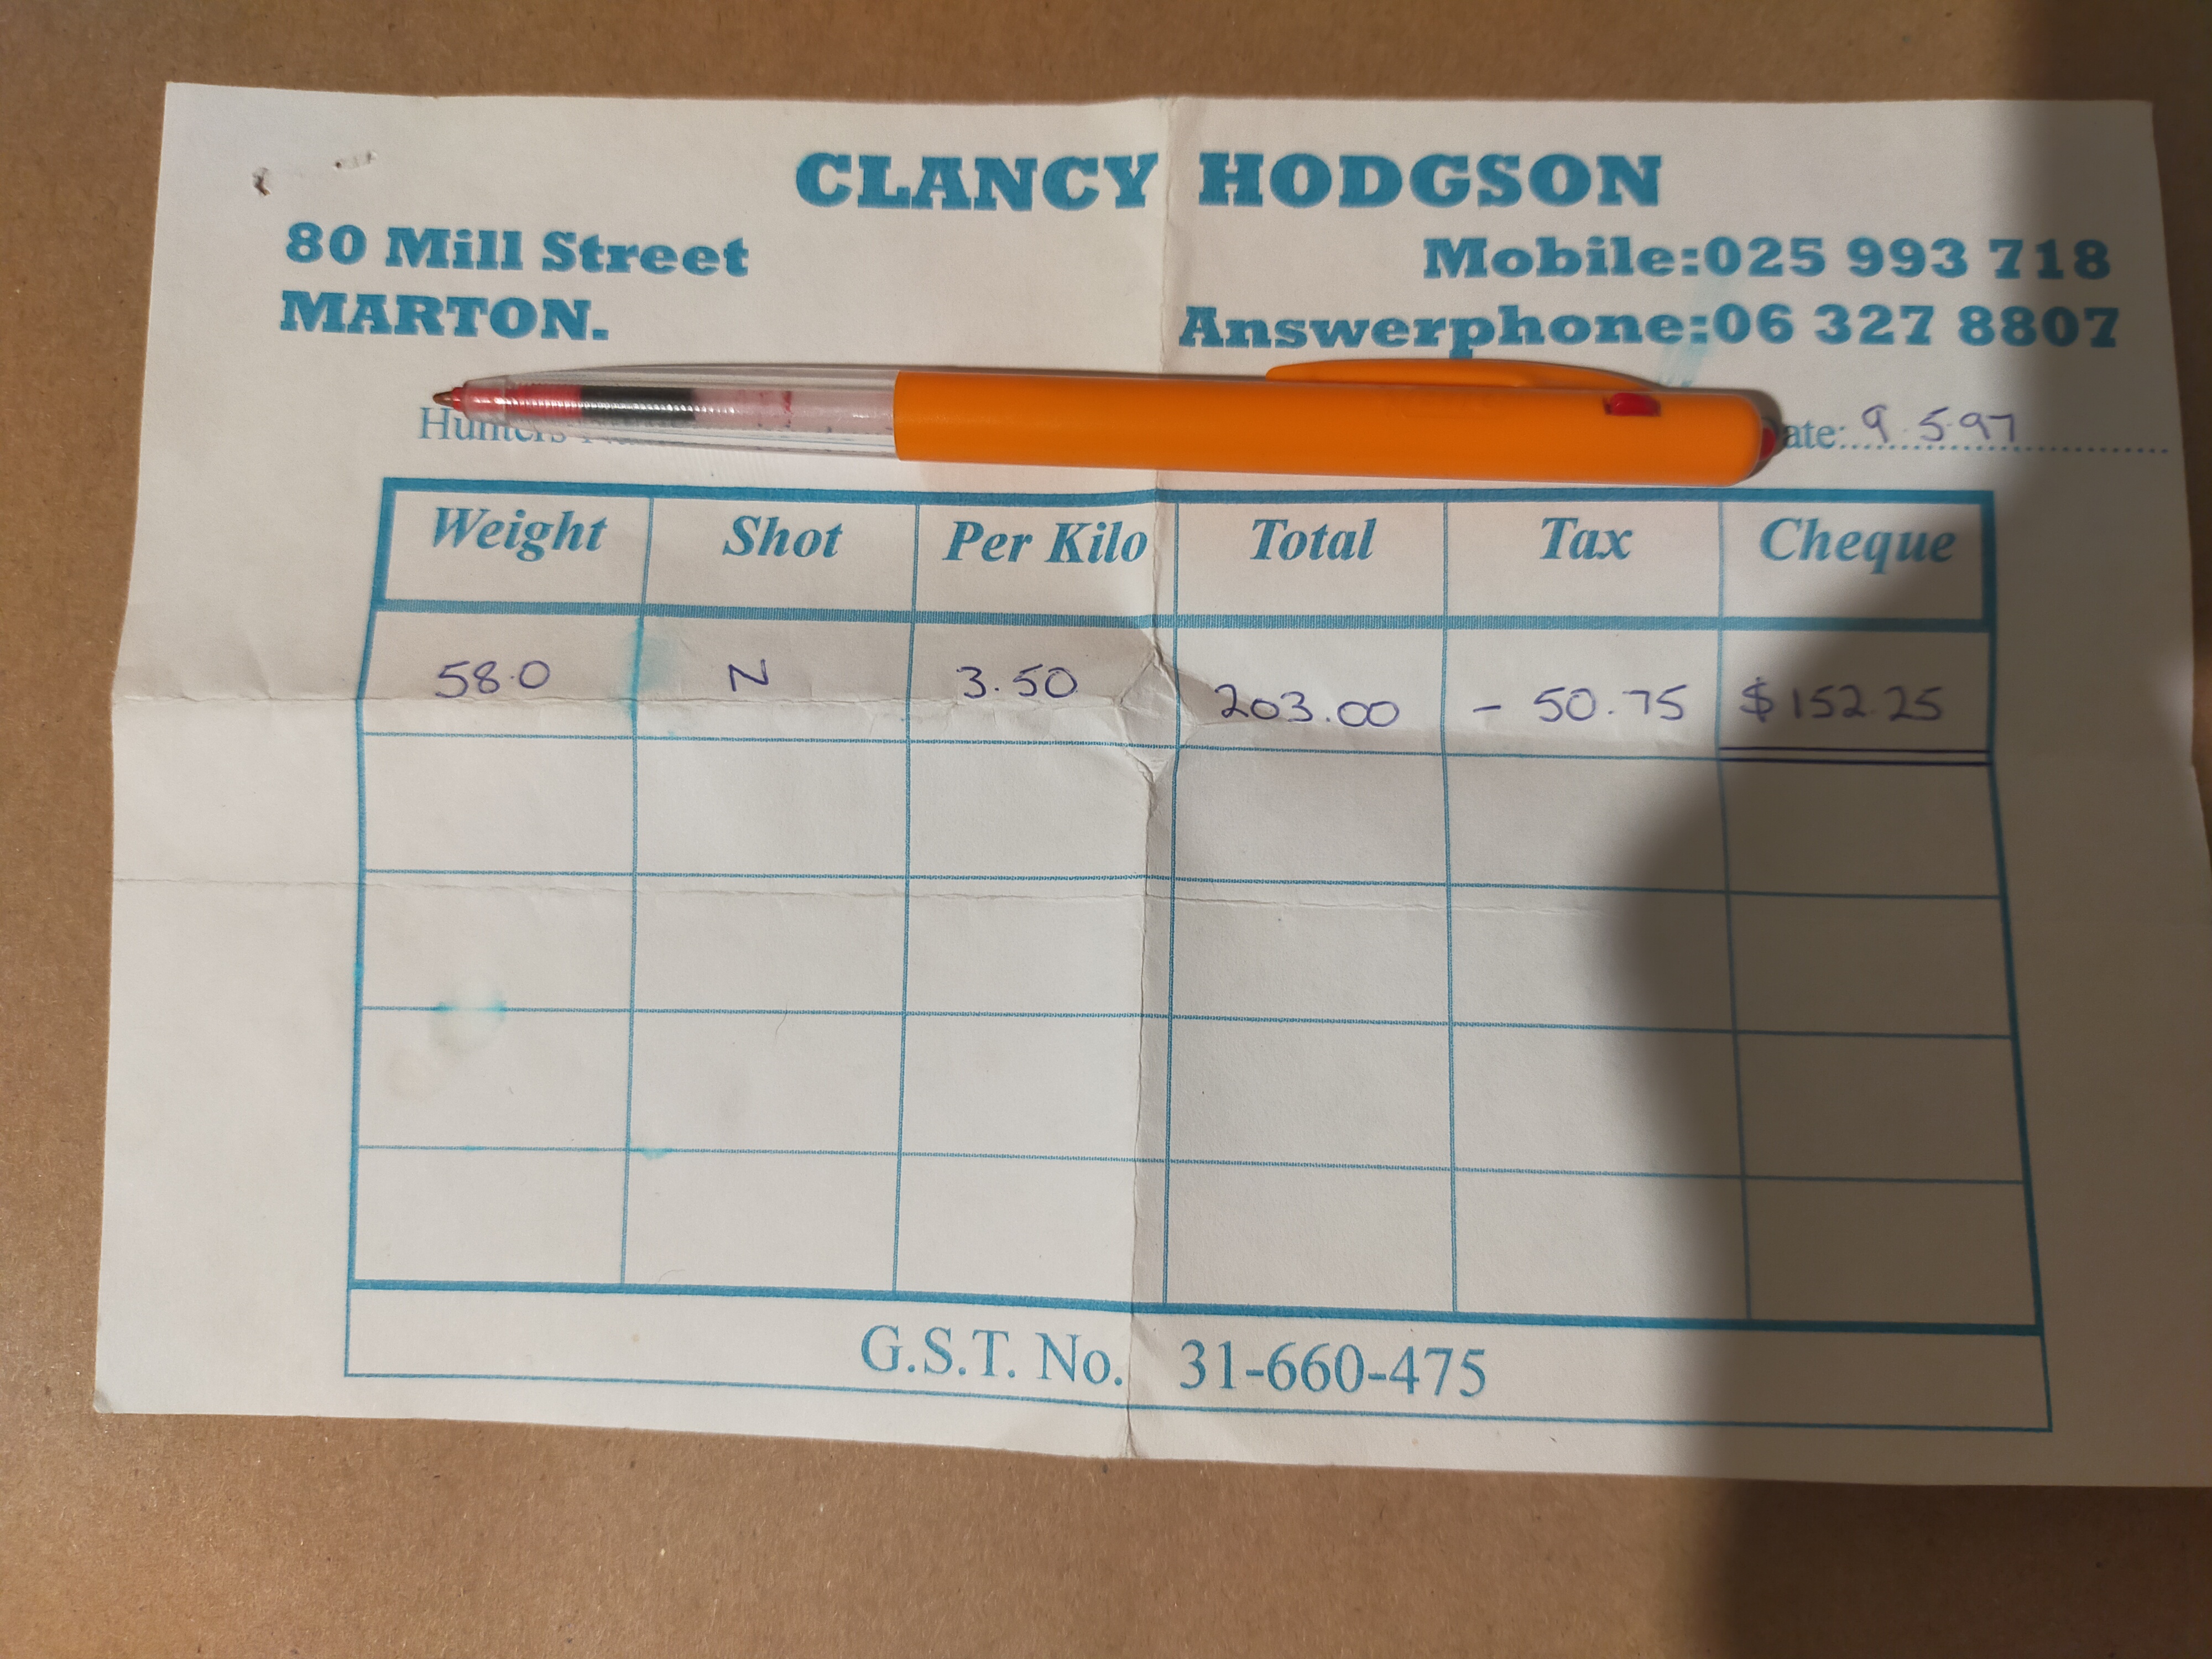 CLANCY HODGSON
80 Mill Street
MARTON.
Mobile:025 993 718
Answerphone:06 327 8807
Hunters
ate: 9.5.97
Weight Shot Per Kilo Total Tax Cheque
58.0 N 3.50 203.00 - 50.75 $152.25
G.S.T. No. 31-660-475